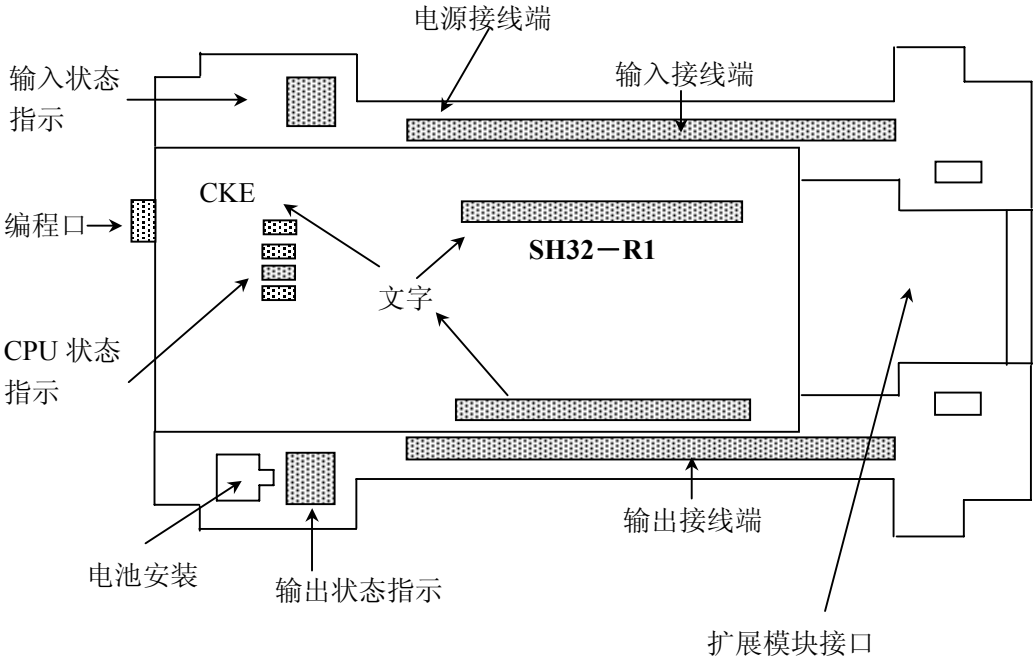 电源接线端
输入状态
指示
输入接线端
CKE
编程口
SH32－R1
文字
CPU 状态
指示
输出接线端
电池安装
输出状态指示
扩展模块接口